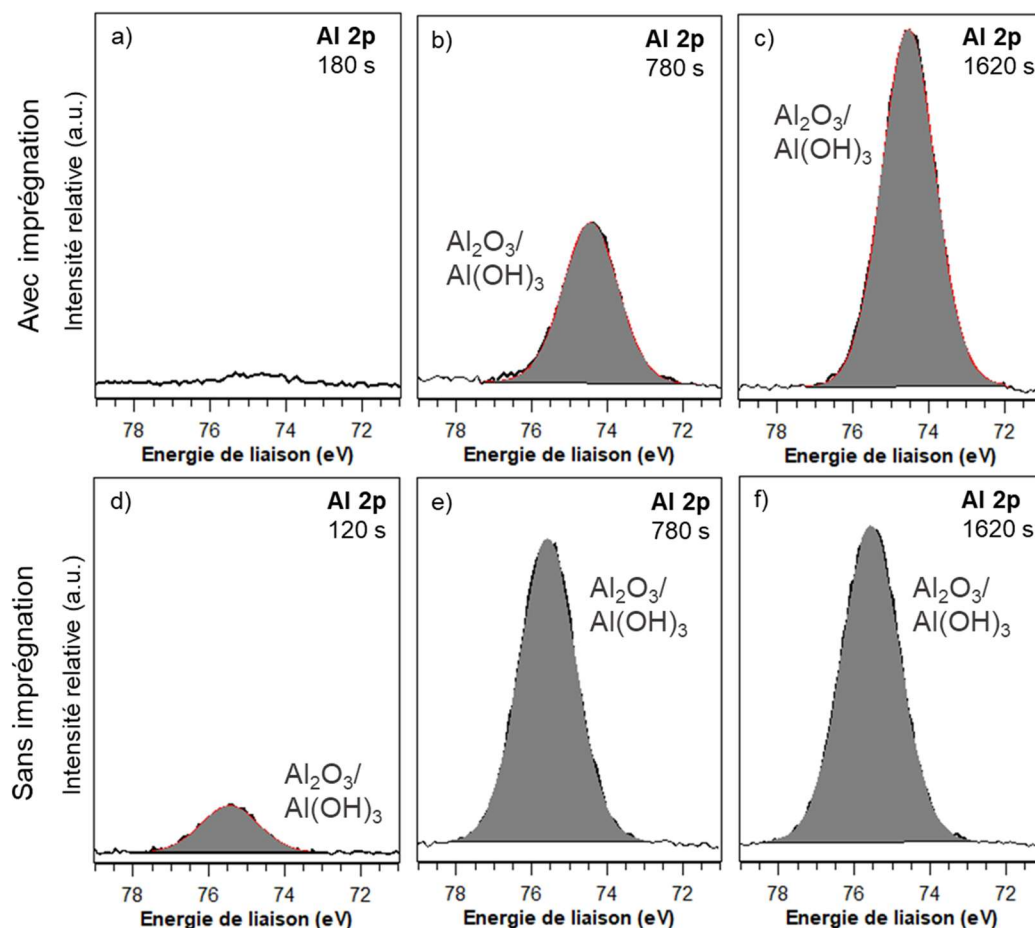 Avec imprégnation
Intensité relative (a.u.)
a)
Al 2p
180 s
78 76 74 72
Energie de liaison (eV)
b)
Al 2p
780 s
Al₂O₃/
Al(OH)₃
78 76 74 72
Energie de liaison (eV)
c)
Al 2p
1620 s
Al₂O₃/
Al(OH)₃
78 76 74 72
Energie de liaison (eV)
Sans imprégnation
Intensité relative (a.u.)
d)
Al 2p
120 s
Al₂O₃/
Al(OH)₃
78 76 74 72
Energie de liaison (eV)
e)
Al 2p
780 s
Al₂O₃/
Al(OH)₃
78 76 74 72
Energie de liaison (eV)
f)
Al 2p
1620 s
Al₂O₃/
Al(OH)₃
78 76 74 72
Energie de liaison (eV)